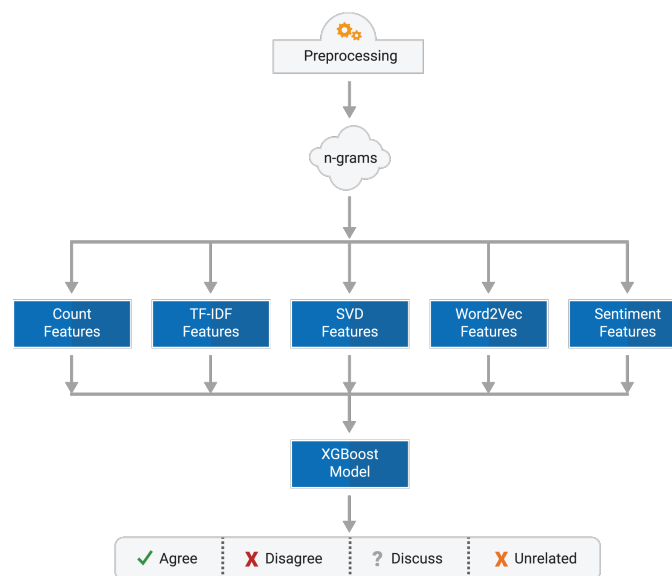 Preprocessing
n-grams
Count
Features
TF-IDF
Features
SVD
Features
Word2Vec
Features
Sentiment
Features
XGBoost
Model
Agree
Disagree
? Discuss
Unrelated